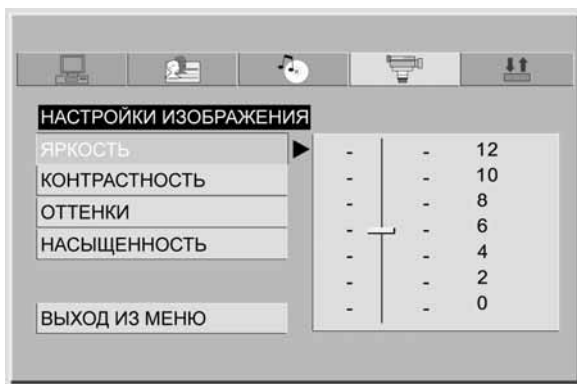 НАСТРОЙКИ ИЗОБРАЖЕНИЯ
ЯРКОСТЬ
КОНТРАСТНОСТЬ
ОТТЕНКИ
НАСЫЩЕННОСТЬ
ВЫХОД ИЗ МЕНЮ
- - 12
- - 10
- - 8
- - 6
- - 4
- - 2
- - 0